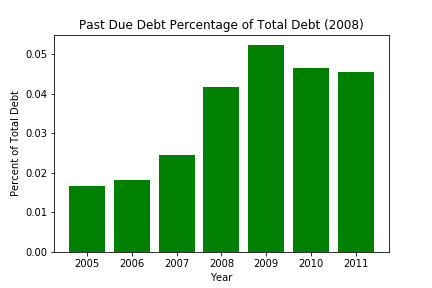 Past Due Debt Percentage of Total Debt (2008)
0.05
0.04
0.03
0.02
0.01
0.00
Percent of Total Debt
2005 2006 2007 2008 2009 2010 2011
Year